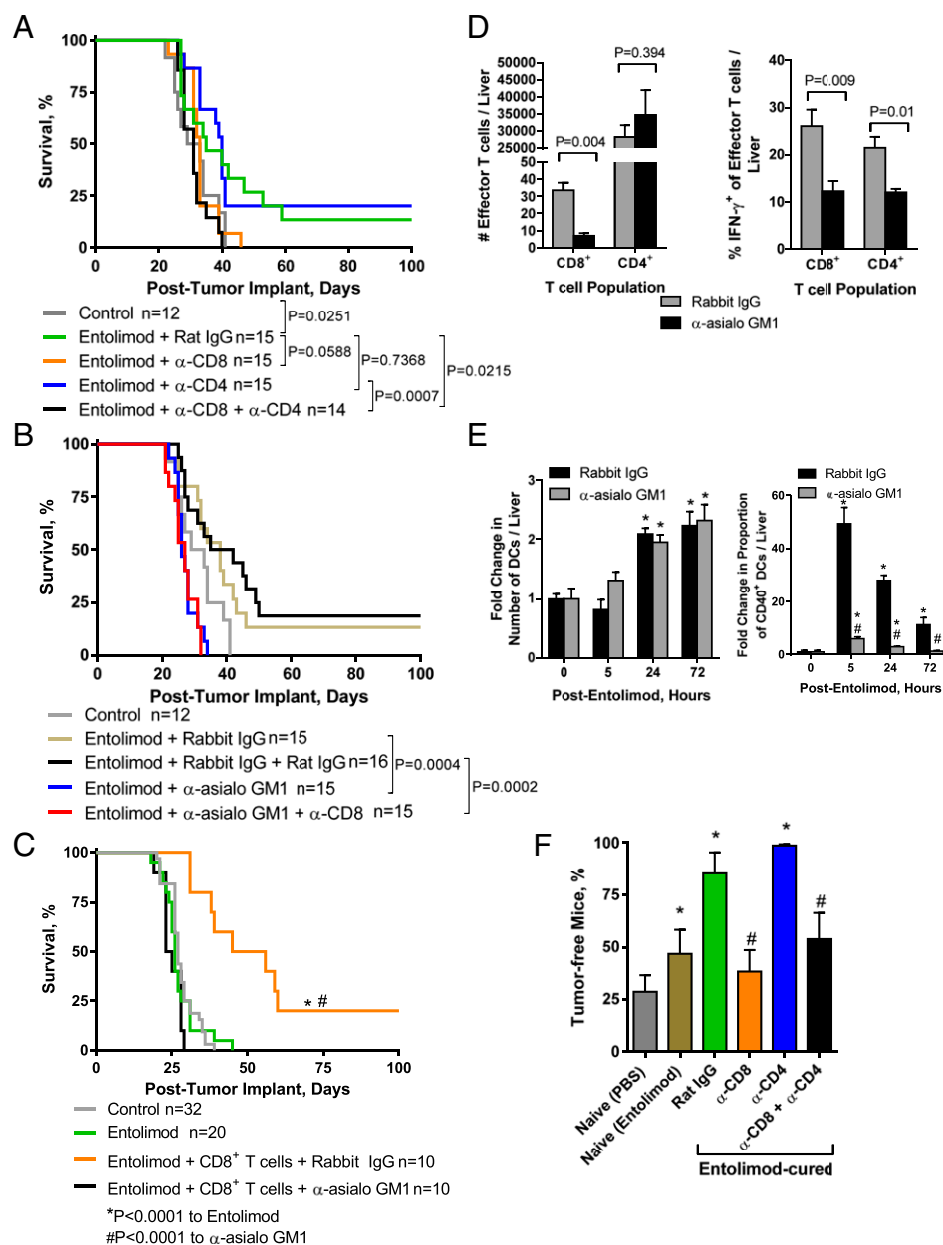 A
Survival, %
100
75
50
25
0
0 20 40 60 80 100
Post-Tumor Implant, Days
Control n=12
Entolimod + Rat IgG n=15
Entolimod + α-CD8 n=15
Entolimod + α-CD4 n=15
Entolimod + α-CD8 + α-CD4 n=14
P=0.0251
P=0.0588
P=0.7368
P=0.0215
P=0.0007
B
Survival, %
100
75
50
25
0
0 20 40 60 80 100
Post-Tumor Implant, Days
Control n=12
Entolimod + Rabbit IgG n=15
Entolimod + Rabbit IgG + Rat IgG n=16
Entolimod + α-asialo GM1 n=15
Entolimod + α-asialo GM1 + α-CD8 n=15
P=0.0004
P=0.0002
C
Survival, %
100
75
50
25
0
* #
0 25 50 75 100
Post-Tumor Implant, Days
Control n=32
Entolimod n=20
Entolimod + CD8+ T cells + Rabbit IgG n=10
Entolimod + CD8+ T cells + α-asialo GM1 n=10
*P<0.0001 to Entolimod
#P<0.0001 to α-asialo GM1
D
# Effector T cells / Liver
50000
45000
40000
35000
30000
25000
60
40
20
0
P=0.004
P=0.394
CD8+ CD4+
T cell Population
% IFN-γ+ of Effector T cells /
Liver
40
30
20
10
0
P=0.009
P=0.01
CD8+ CD4+
T cell Population
Rabbit IgG
α-asialo GM1
E
Rabbit IgG
α-asialo GM1
Fold Change in
Number of DCs / Liver
3
2
1
0
* * * *
0 5 24 72
Post-Entolimod, Hours
Rabbit IgG
α-asialo GM1
Fold Change in Proportion
of CD40+ DCs / Liver
60
40
20
0
* * *
* *
# # #
0 5 24 72
Post-Entolimod, Hours
F
Tumor-free Mice, %
100
75
50
25
0
* * # * #
Naive (PBS)
Naive (Entolimod)
Rat IgG
α-CD8
α-CD4
α-CD8 + α-CD4
Entolimod-cured